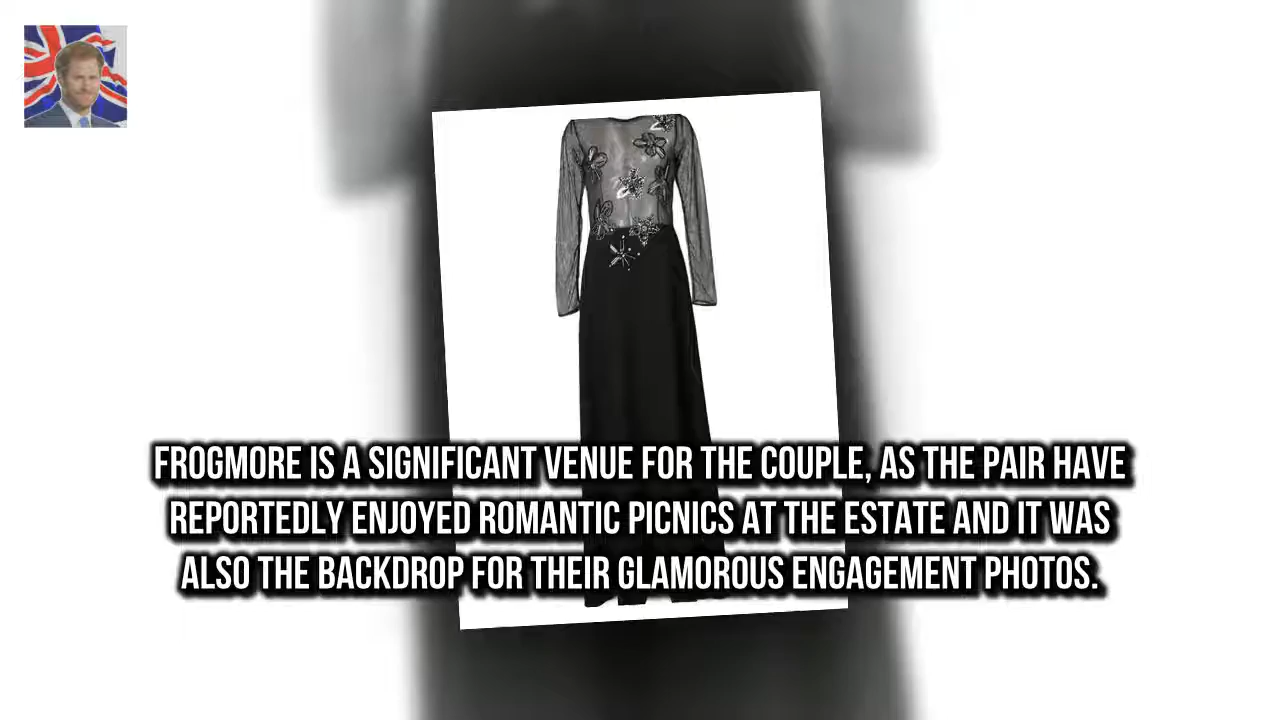 FROGMORE IS A SIGNIFICANT VENUE FOR THE COUPLE, AS THE PAIR HAVE
REPORTEDLY ENJOYED ROMANTIC PICNICS AT THE ESTATE AND IT WAS
ALSO THE BACKDROP FOR THEIR GLAMOROUS ENGAGEMENT PHOTOS.